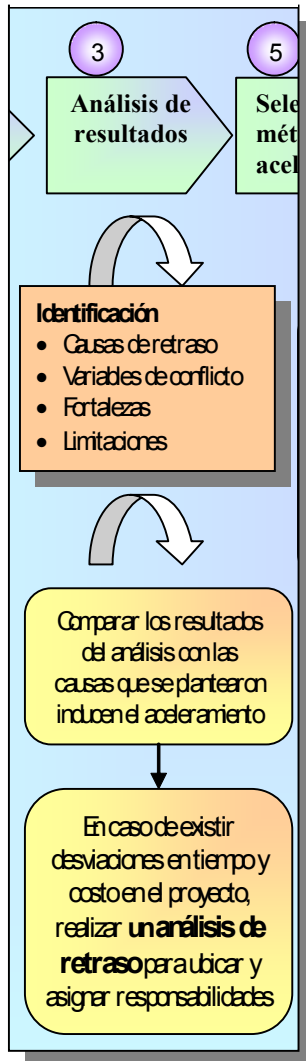 3
Análisis de
resultados
5
Sele
mét
acel
Identificación
• Causas de retraso
• Variables de conflicto
• Fortalezas
• Limitaciones
Comparar los resultados
del análisis con las
causas que se plantearon
inducen el aceleramiento
En caso de existir
desviaciones en tiempo y
costo en el proyecto,
realizar un análisis de
retraso para ubicar y
asignar responsabilidades